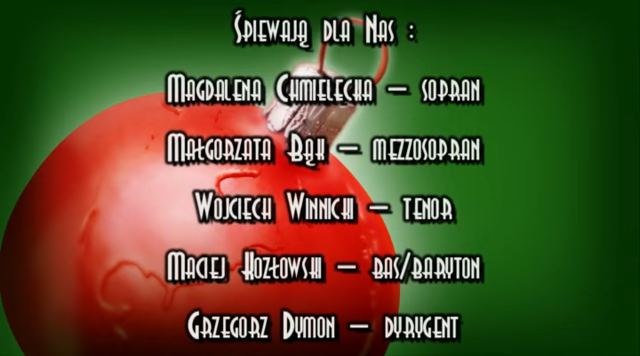 Śpiewają dla Nas :
Magdalena Chmielecka – sopran
Małgorzata Bąk – mezzosopran
Wojciech Winnicki – tenor
Maciej Kozłowski – bas/baryton
Grzegorz Dymon – dyrygent